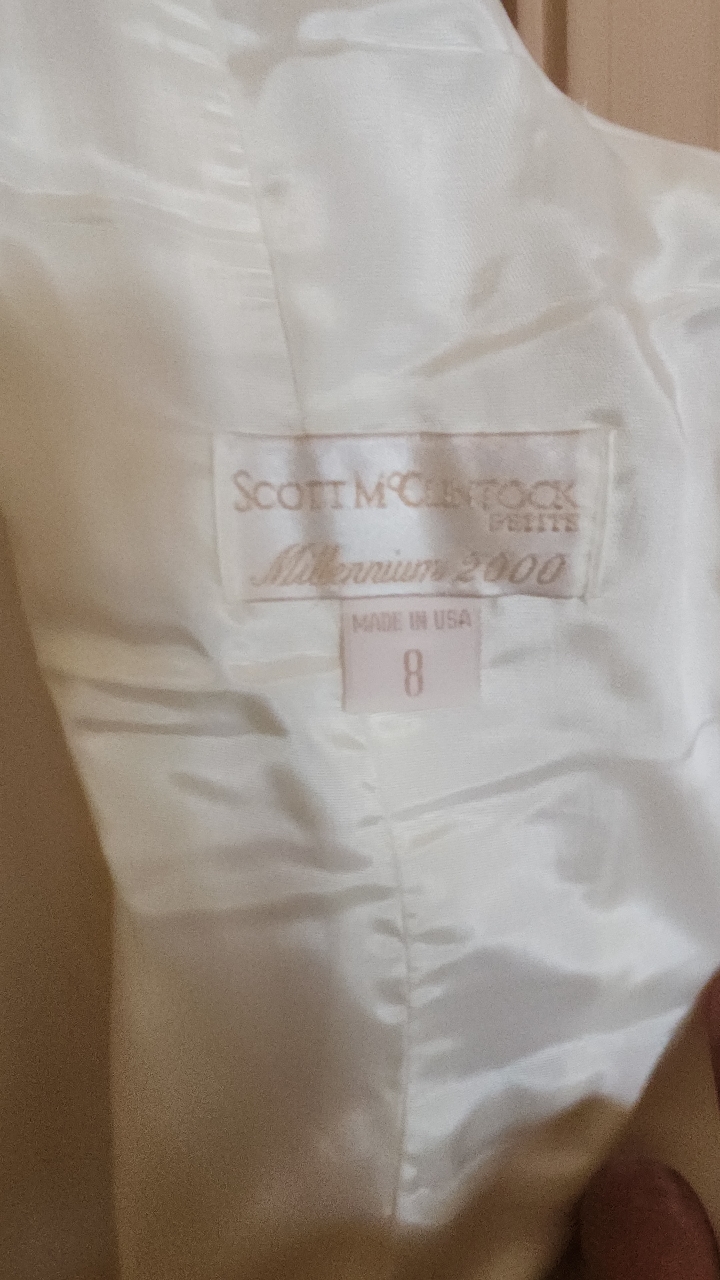 SCOTT McCLINTOCK
PETITE
Millennium 2000
MADE IN USA
8